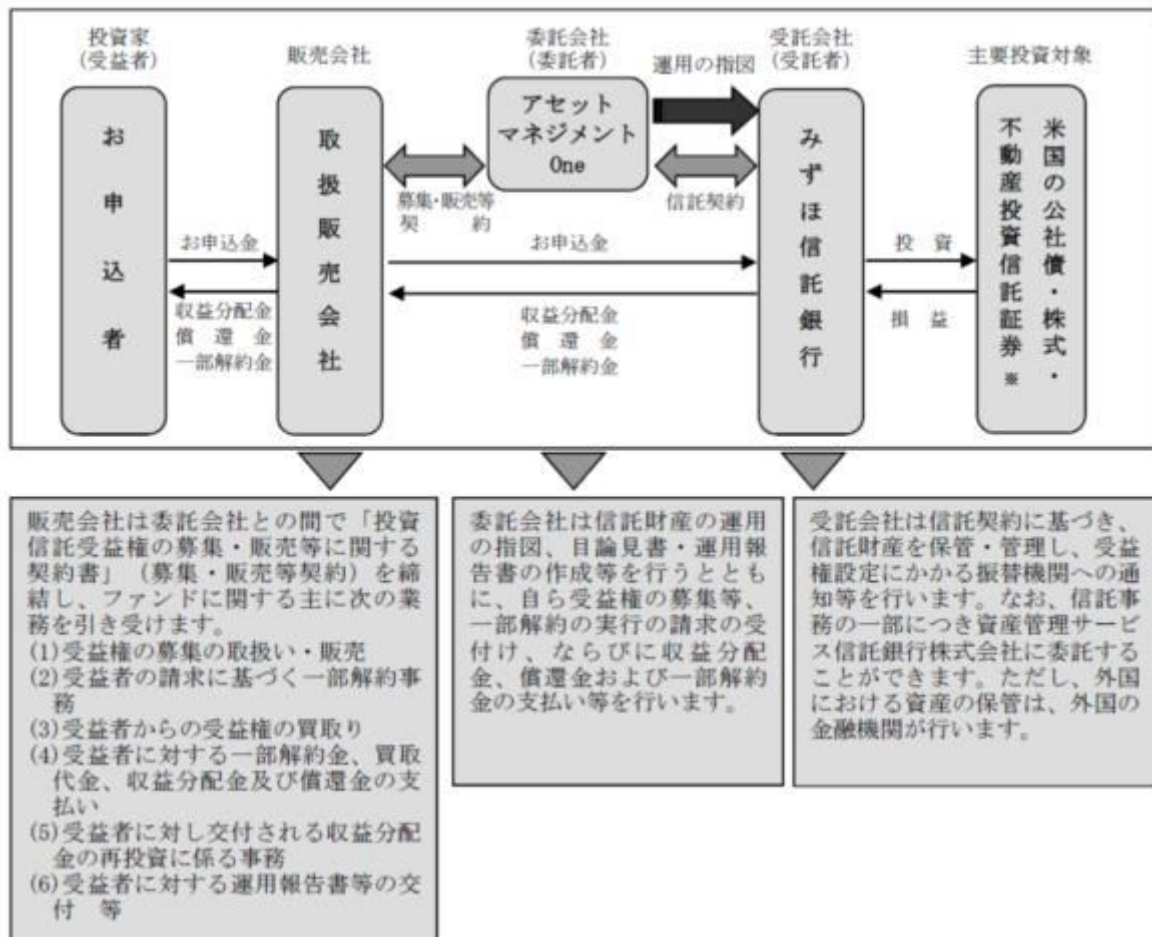 投資家
(受益者)
販売会社
委託会社
(委託者)
運用の指図
受託会社
(受託者)
主要投資対象
お申込者
取扱販売会社
アセット
マネジメント
One
みずほ信託銀行
米国の公社債・株式・
不動産投資信託証券※
募集・販売等
契　　約
信託契約
お申込金
お申込金
投　資
収益分配金
償　還　金
一部解約金
収益分配金
償　還　金
一部解約金
損　益
販売会社は委託会社との間で「投資
信託受益権の募集・販売等に関する
契約書」（募集・販売等契約）を締
結し、ファンドに関する主に次の業
務を引き受けます。
(1)受益権の募集の取扱い・販売
(2)受益者の請求に基づく一部解約事
務
(3)受益者からの受益権の買取り
(4)受益者に対する一部解約金、買取
代金、収益分配金及び償還金の支
払い
(5)受益者に対し交付される収益分配
金の再投資に係る事務
(6)受益者に対する運用報告書等の交
付　等
委託会社は信託財産の運用
の指図、目論見書・運用報
告書の作成等を行うととも
に、自ら受益権の募集等、
一部解約の実行の請求の受
付け、ならびに収益分配
金、償還金および一部解約
金の支払い等を行います。
受託会社は信託契約に基づき、
信託財産を保管・管理し、受益
権設定にかかる振替機関への通
知等を行います。なお、信託事
務の一部につき資産管理サービ
ス信託銀行株式会社に委託する
ことができます。ただし、外国
における資産の保管は、外国の
金融機関が行います。